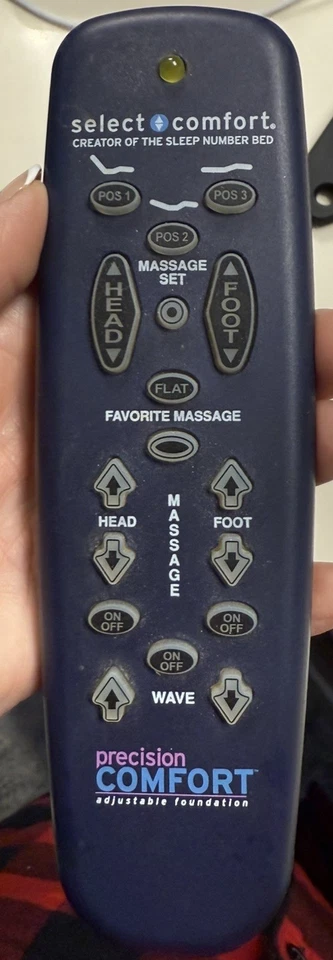 select comfort®
CREATOR OF THE SLEEP NUMBER BED
POS 1
POS 3
POS 2
MASSAGE
SET
HEAD
FOOT
FLAT
FAVORITE MASSAGE
HEAD
MASSAGE
FOOT
ON
OFF
ON
OFF
ON
OFF
WAVE
precision
COMFORT™
adjustable foundation